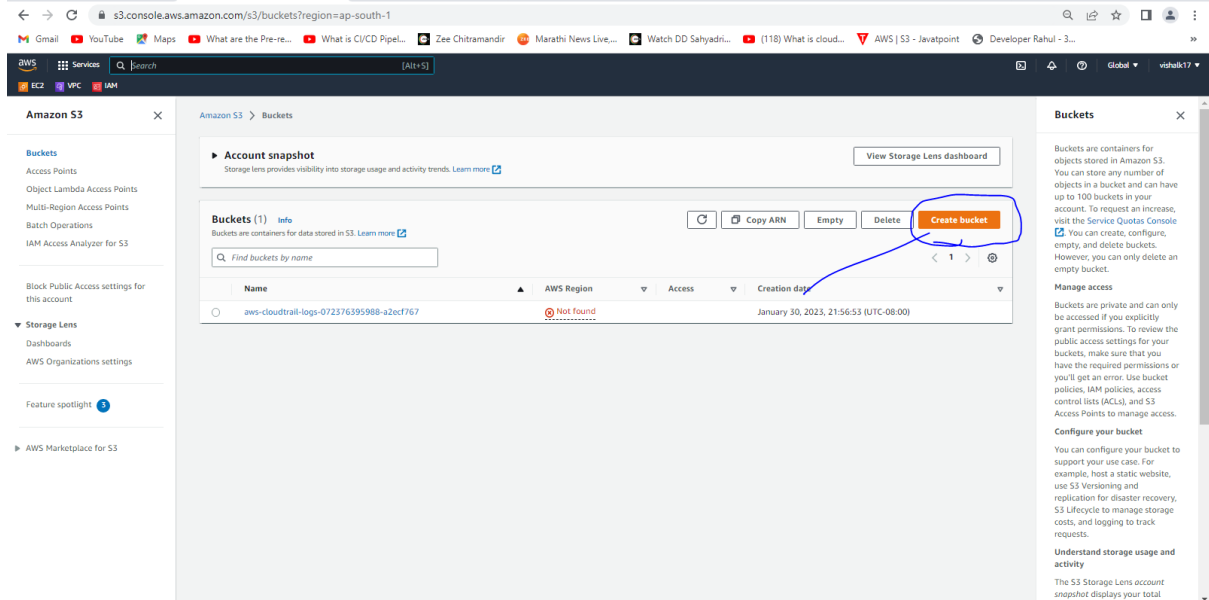 s3.console.aws.amazon.com/s3/buckets?region=ap-south-1
Gmail YouTube Maps What are the Pre-re... What is CI/CD Pipel... Zee Chitramandir Marathi News Live,... Watch DD Sahyadri... (118) What is cloud... AWS | S3 - Javatpoint Developer Rahul - 3... »
aws Services Search [Alt+S] Global vishalk17
EC2 VPC IAM
Amazon S3
Buckets
Access Points
Object Lambda Access Points
Multi-Region Access Points
Batch Operations
IAM Access Analyzer for S3
Block Public Access settings for
this account
Storage Lens
Dashboards
AWS Organizations settings
Feature spotlight 3
AWS Marketplace for S3
Amazon S3 > Buckets
Account snapshot
Storage lens provides visibility into storage usage and activity trends. Learn more
View Storage Lens dashboard
Buckets (1) Info
Buckets are containers for data stored in S3. Learn more
Copy ARN Empty Delete Create bucket
Find buckets by name
< 1 >
Name AWS Region Access Creation date
aws-cloudtrail-logs-072376395988-a2ecf767 Not found January 30, 2023, 21:56:53 (UTC-08:00)
Buckets
Buckets are containers for
objects stored in Amazon S3.
You can store any number of
objects in a bucket and can have
up to 100 buckets in your
account. To request an increase,
visit the Service Quotas Console
. You can create, configure,
empty, and delete buckets.
However, you can only delete an
empty bucket.
Manage access
Buckets are private and can only
be accessed if you explicitly
grant permissions. To review the
public access settings for your
buckets, make sure that you
have the required permissions or
you'll get an error. Use bucket
policies, IAM policies, access
control lists (ACLs), and S3
Access Points to manage access.
Configure your bucket
You can configure your bucket to
support your use case. For
example, host a static website,
use S3 Versioning and
replication for disaster recovery,
S3 Lifecycle to manage storage
costs, and logging to track
requests.
Understand storage usage and
activity
The S3 Storage Lens account
snapshot displays your total